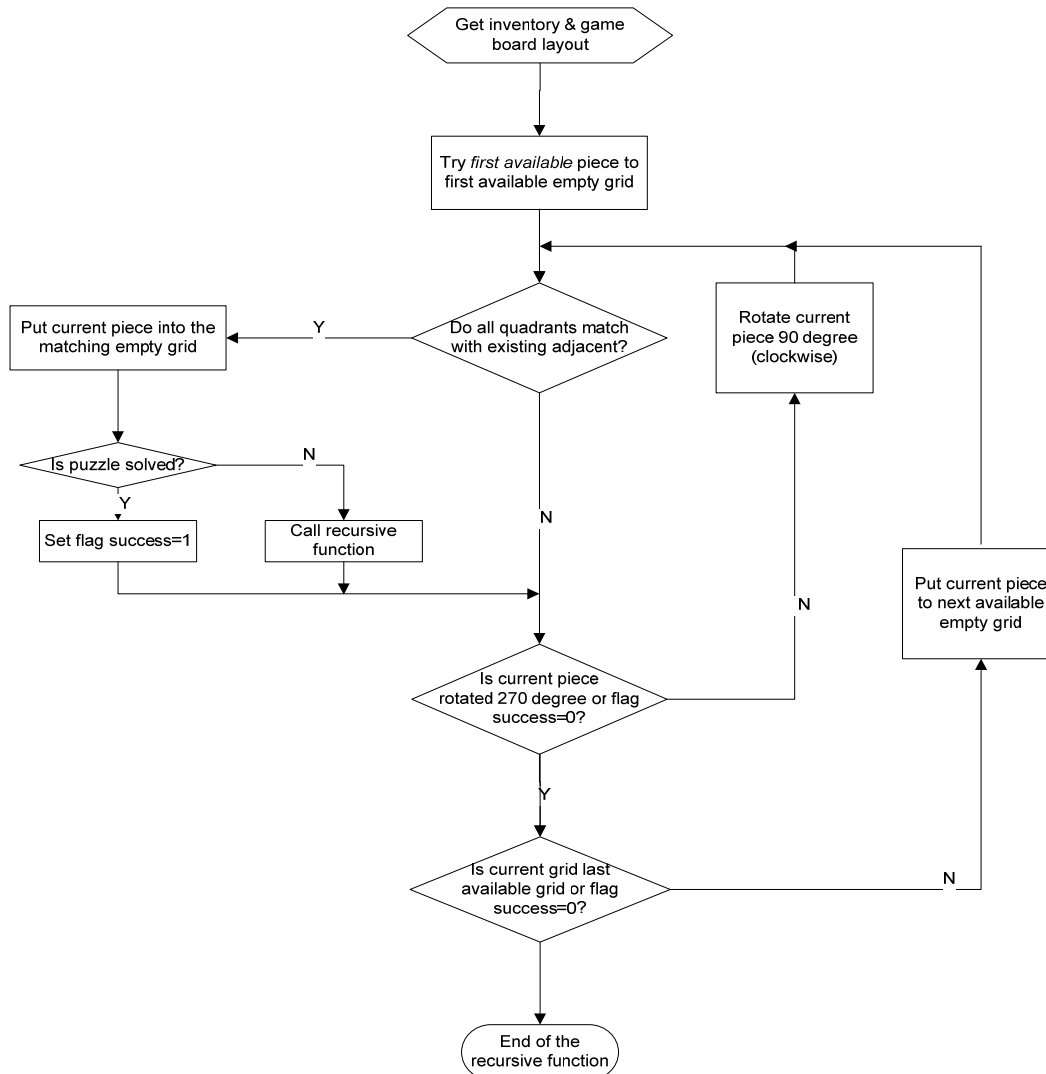 Get inventory & game
board layout
Try first available piece to
first available empty grid
Do all quadrants match
with existing adjacent?
Y
Put current piece into the
matching empty grid
Rotate current
piece 90 degree
(clockwise)
Is puzzle solved?
N
Y
Set flag success=1
Call recursive
function
N
Put current piece
to next available
empty grid
N
Is current piece
rotated 270 degree or flag
success=0?
Y
Is current grid last
available grid or flag
success=0?
N
End of the
recursive function